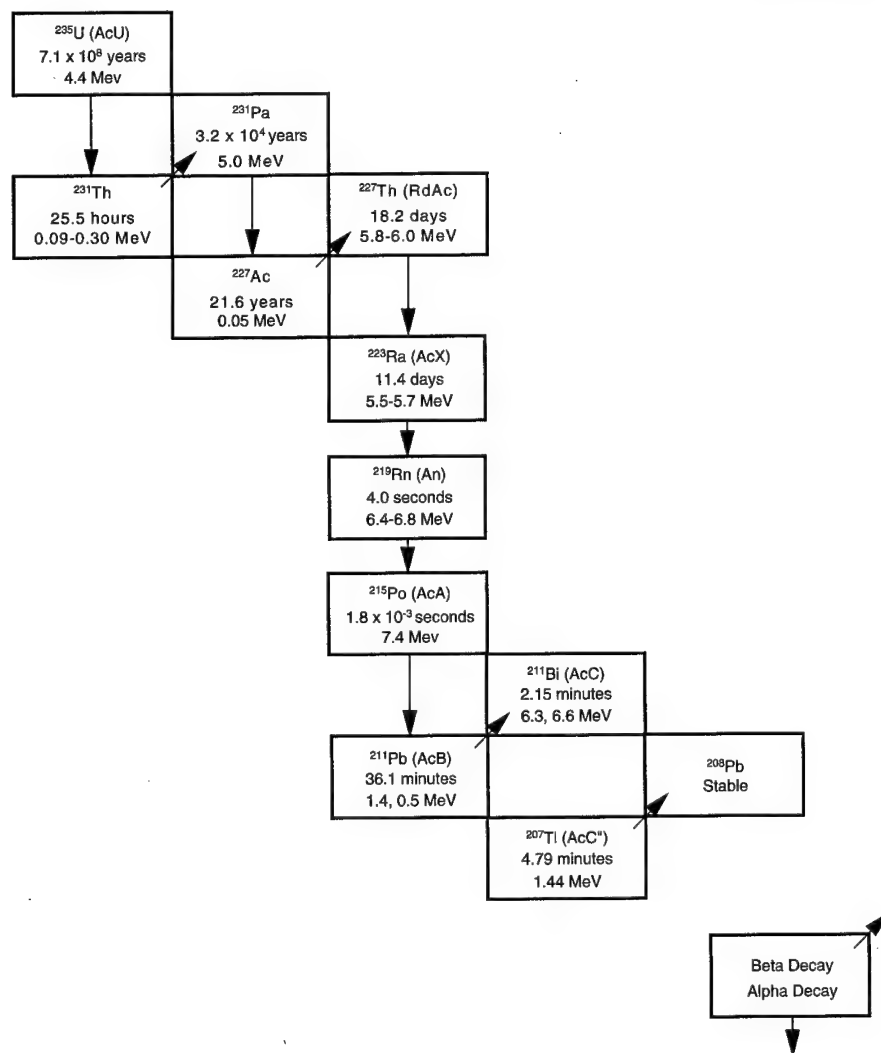 ²³⁵U (AcU)
7.1 x 10⁸ years
4.4 Mev
²³¹Pa
3.2 x 10⁴ years
5.0 MeV
²³¹Th
25.5 hours
0.09-0.30 MeV
²²⁷Th (RdAc)
18.2 days
5.8-6.0 MeV
²²⁷Ac
21.6 years
0.05 MeV
²²³Ra (AcX)
11.4 days
5.5-5.7 MeV
²¹⁹Rn (An)
4.0 seconds
6.4-6.8 MeV
²¹⁵Po (AcA)
1.8 x 10⁻³ seconds
7.4 Mev
²¹¹Bi (AcC)
2.15 minutes
6.3, 6.6 MeV
²¹¹Pb (AcB)
36.1 minutes
1.4, 0.5 MeV
²⁰⁸Pb
Stable
²⁰⁷Tl (AcC")
4.79 minutes
1.44 MeV
Beta Decay
Alpha Decay